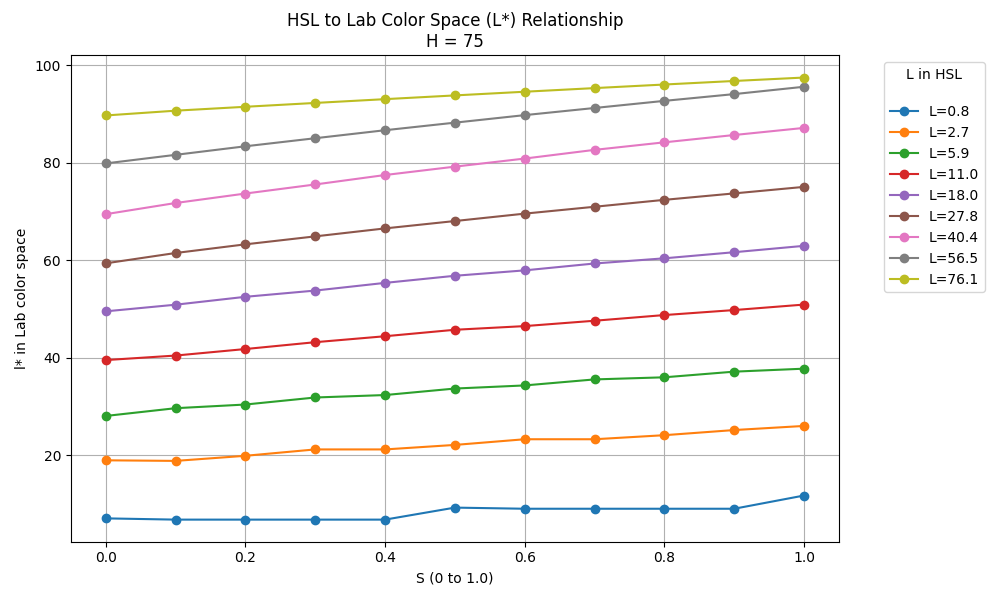 HSL to Lab Color Space (L*) Relationship
H = 75
l* in Lab color space
100
80
60
40
20
0.0 0.2 0.4 0.6 0.8 1.0
S (0 to 1.0)
L in HSL
L=0.8
L=2.7
L=5.9
L=11.0
L=18.0
L=27.8
L=40.4
L=56.5
L=76.1